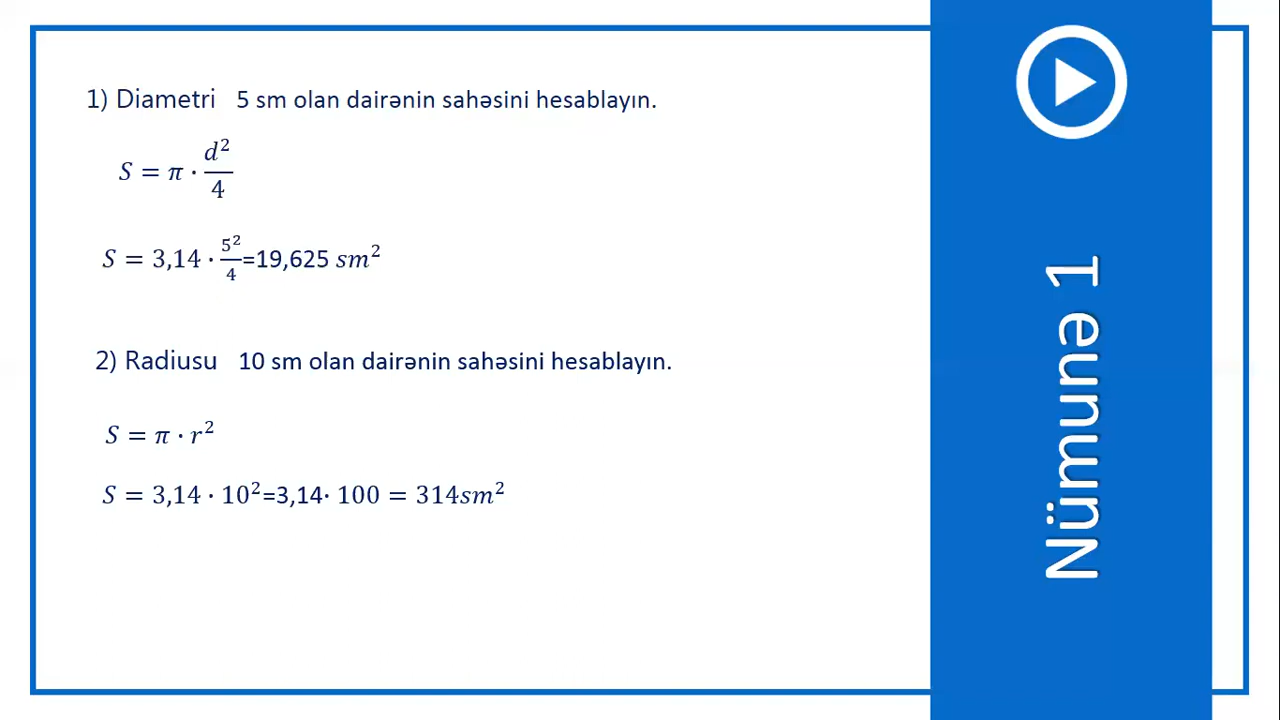 1) Diametri 5 sm olan dairənin sahəsini hesablayın.
S = π · d²/4
S = 3,14 · 5²/4=19,625 sm²
2) Radiusu 10 sm olan dairənin sahəsini hesablayın.
S = π · r²
S = 3,14 · 10²=3,14· 100 = 314sm²
Nümunə 1